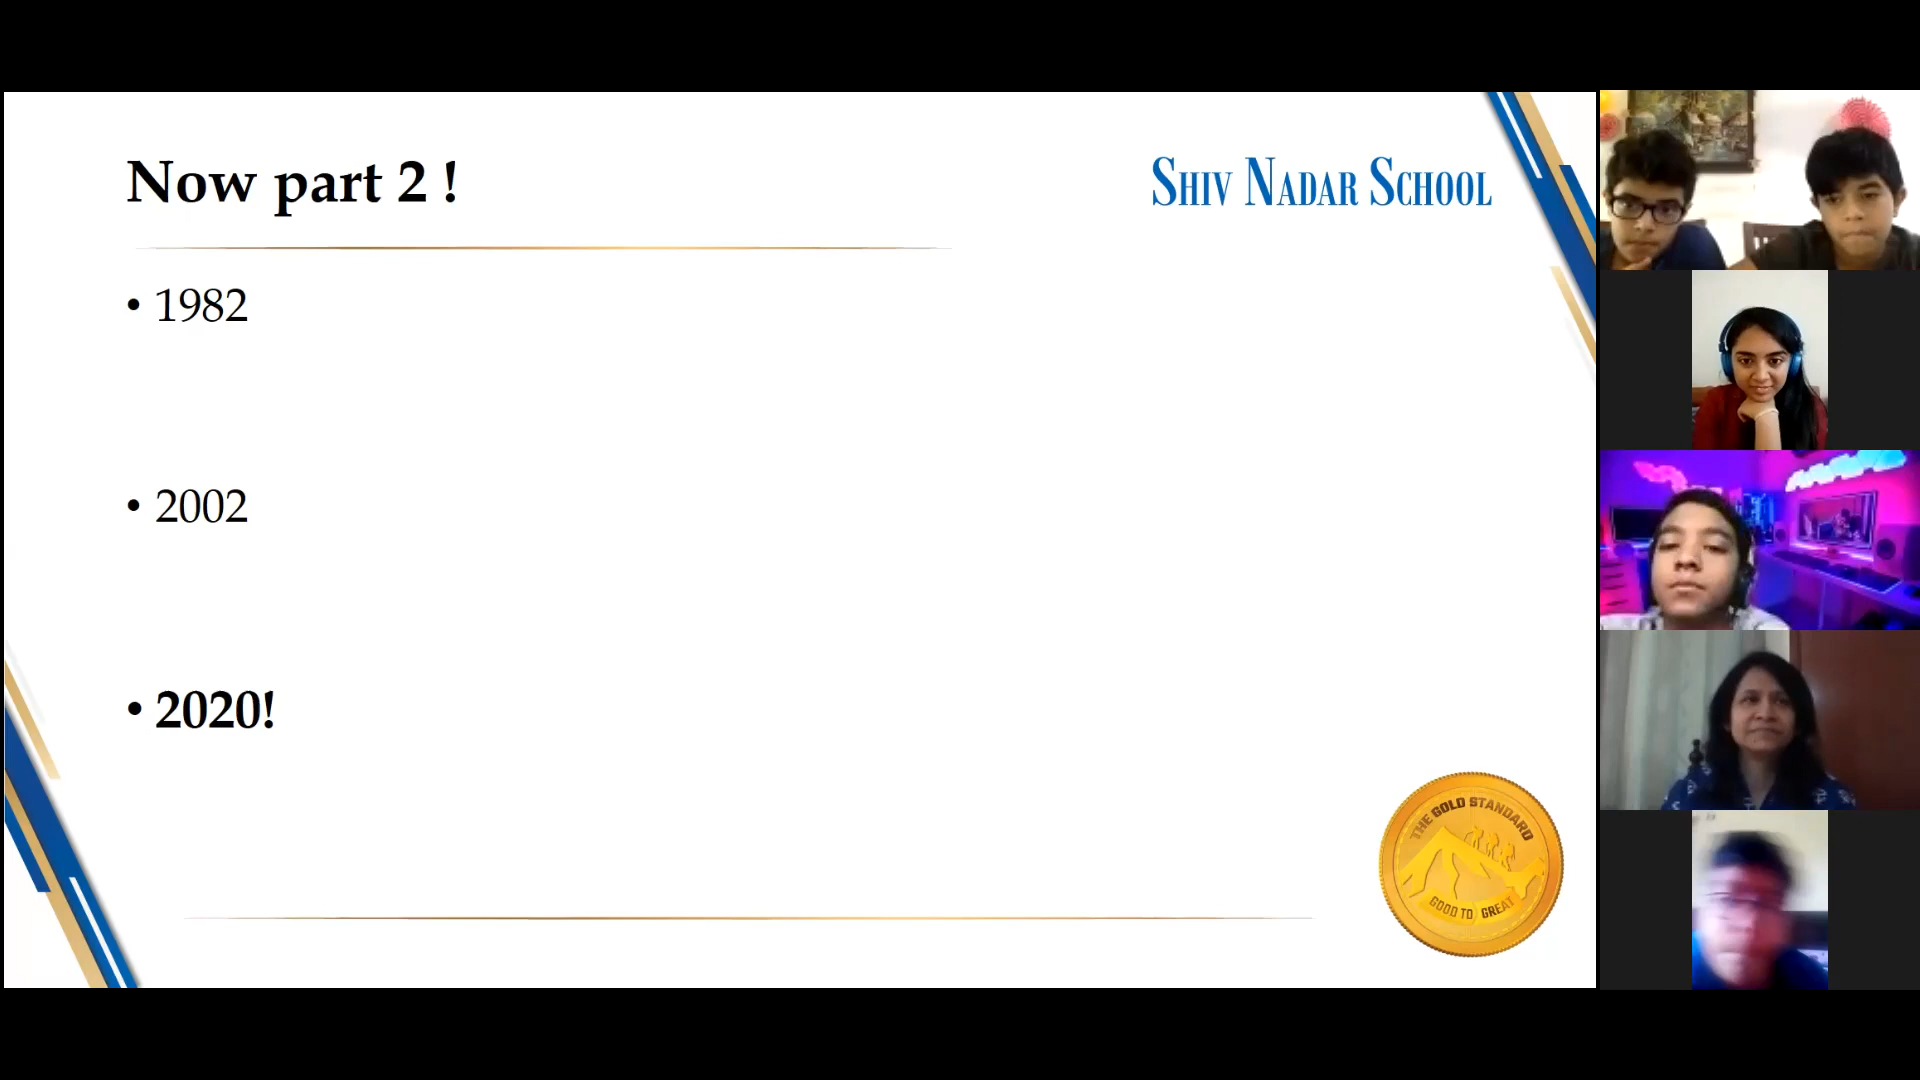 Now part 2 !
SHIV NADAR SCHOOL
• 1982
• 2002
• 2020!
THE GOLD STANDARD
GOOD TO GREAT